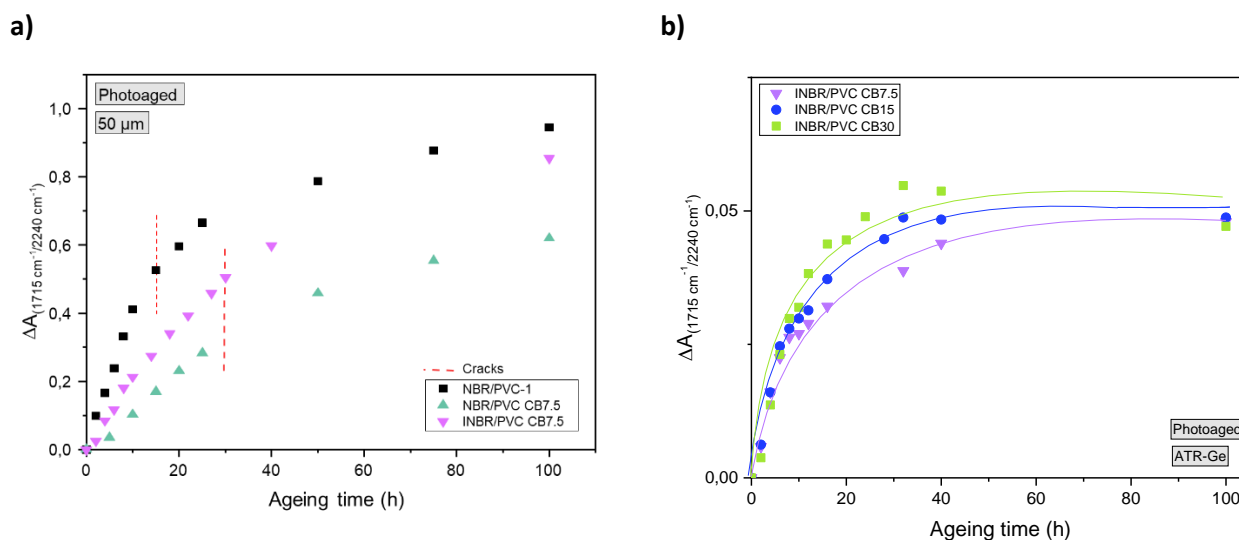 a)
Photoaged
50 µm
1,0
0,8
0,6
0,4
0,2
0,0
ΔA(1715 cm-1/2240 cm-1)
Cracks
NBR/PVC-1
NBR/PVC CB7.5
INBR/PVC CB7.5
0 20 40 60 80 100
Ageing time (h)
b)
INBR/PVC CB7.5
INBR/PVC CB15
INBR/PVC CB30
0,05
0,00
ΔA(1715 cm-1/2240 cm-1)
Photoaged
ATR-Ge
0 20 40 60 80 100
Ageing time (h)